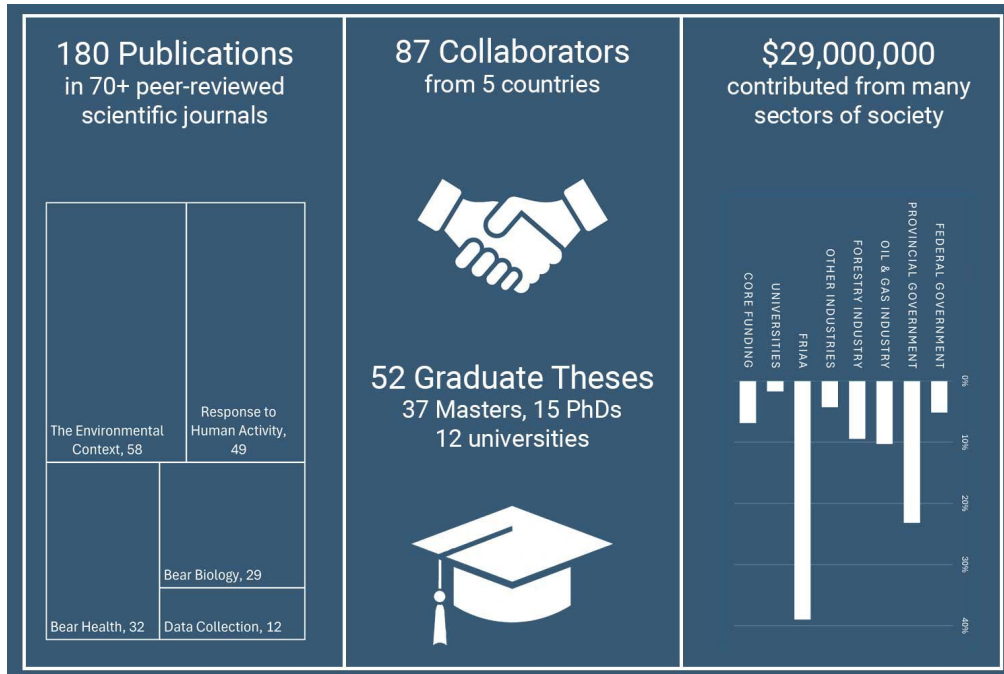 180 Publications
in 70+ peer-reviewed
scientific journals
The Environmental
Context, 58
Response to
Human Activity,
49
Bear Health, 32
Bear Biology, 29
Data Collection, 12
87 Collaborators
from 5 countries
52 Graduate Theses
37 Masters, 15 PhDs
12 universities
$29,000,000
contributed from many
sectors of society
CORE FUNDING
UNIVERSITIES
FRIAA
OTHER INDUSTRIES
FORESTRY INDUSTRY
OIL & GAS INDUSTRY
PROVINCIAL GOVERNMENT
FEDERAL GOVERNMENT
0%
10%
20%
30%
40%